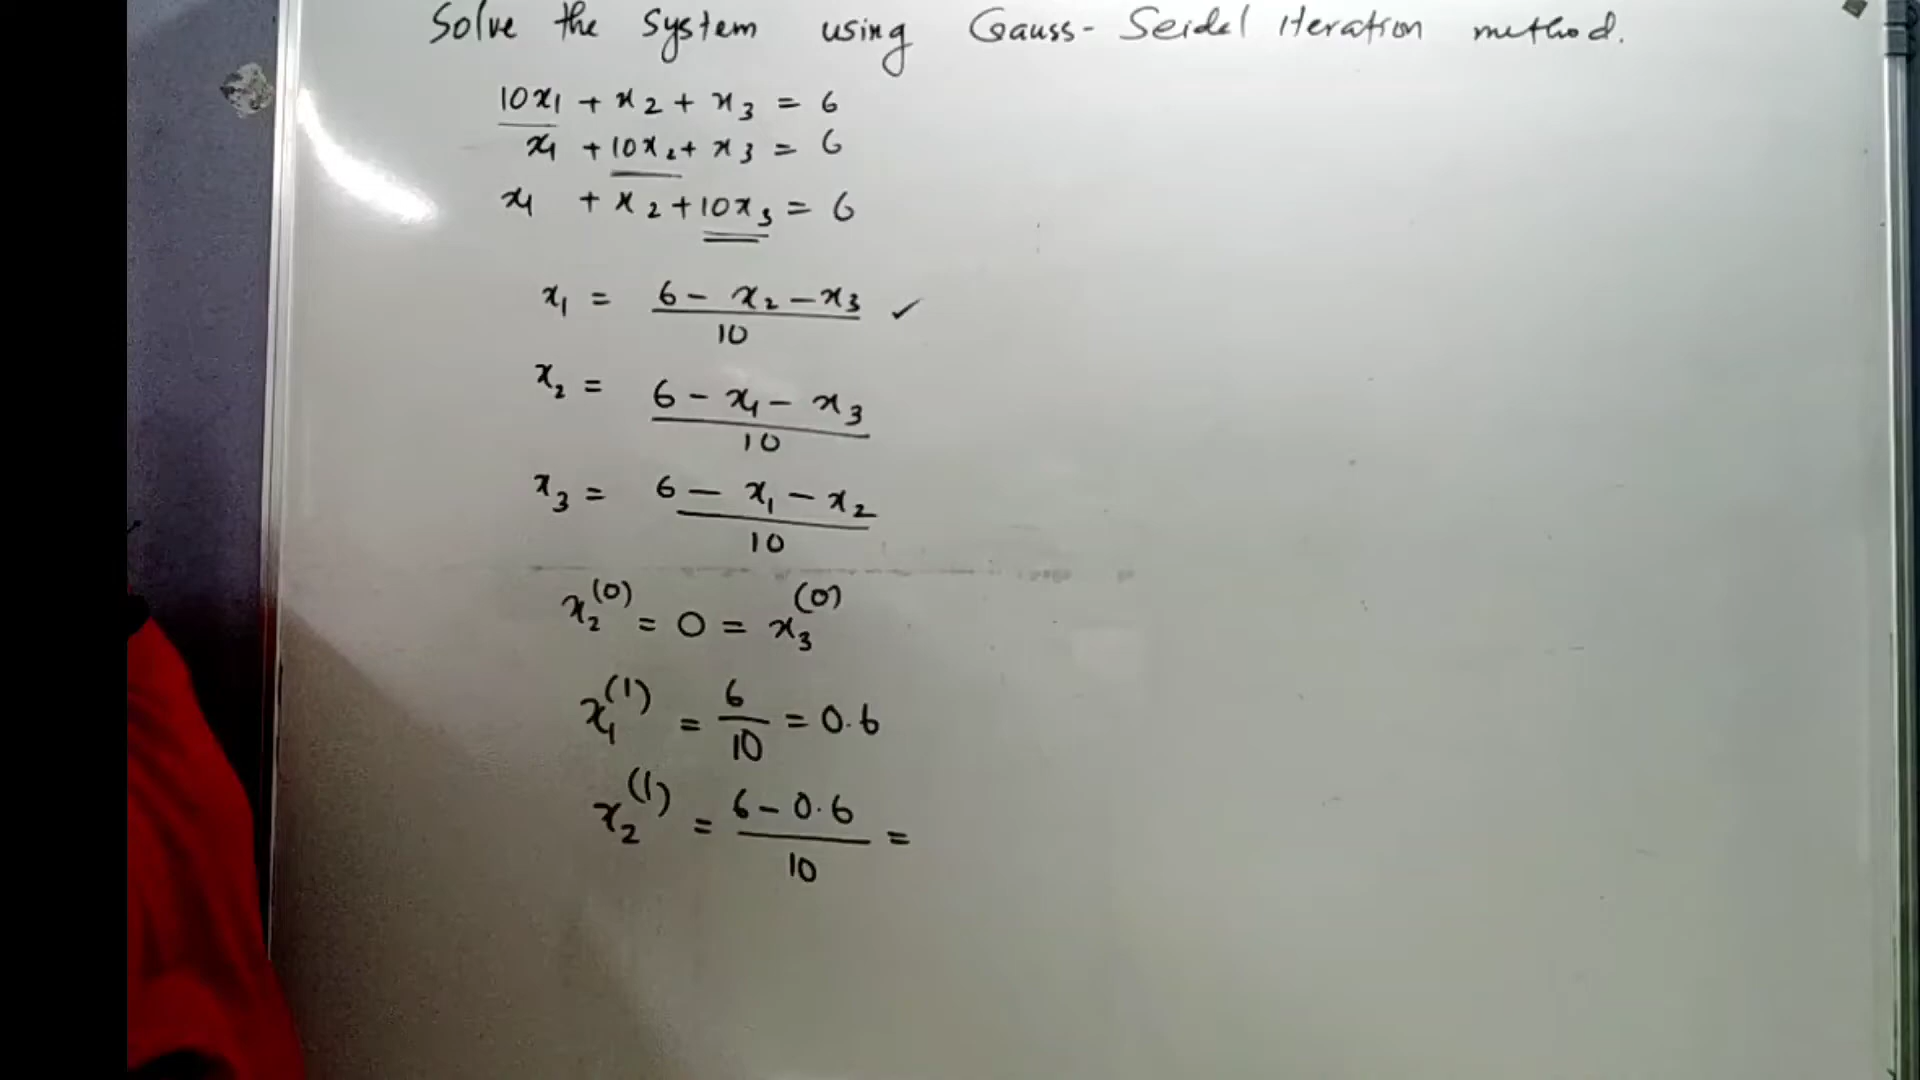 Solve the system using Gauss-Seidel iteration method.
10x₁ + x₂ + x₃ = 6
x₁ + 10x₂ + x₃ = 6
x₁ + x₂ + 10x₃ = 6
x₁ = (6 - x₂ - x₃)/10 ✓
x₂ = (6 - x₁ - x₃)/10
x₃ = (6 - x₁ - x₂)/10
x₂⁽⁰⁾ = 0 = x₃⁽⁰⁾
x₁⁽¹⁾ = 6/10 = 0.6
x₂⁽¹⁾ = (6 - 0.6)/10 =